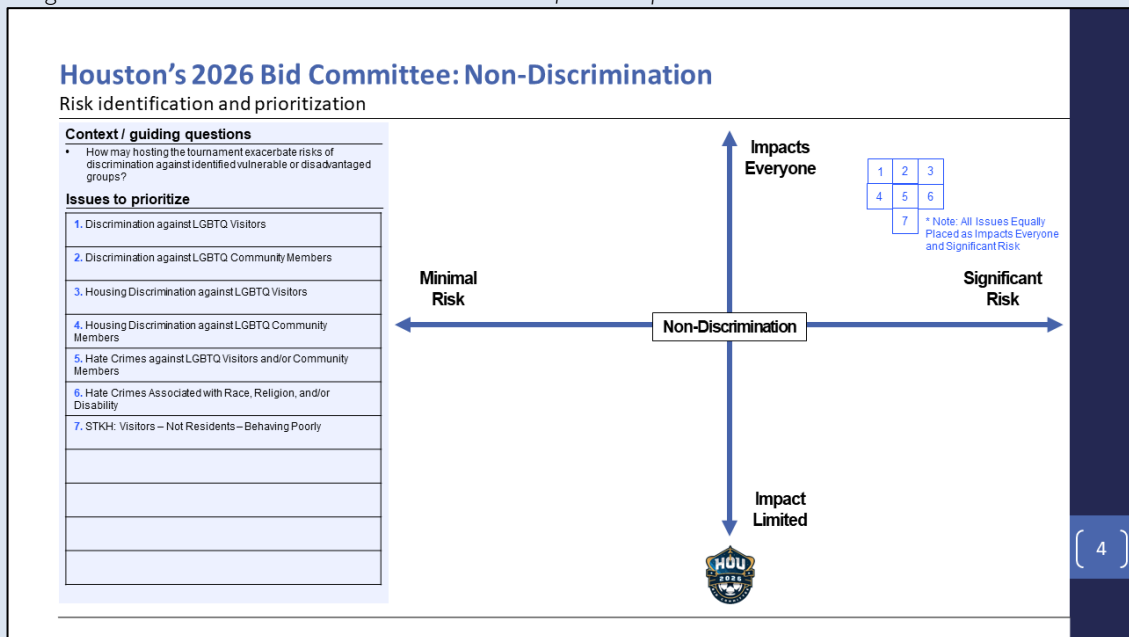 Houston's 2026 Bid Committee: Non-Discrimination
Risk identification and prioritization
Context / guiding questions
• How may hosting the tournament exacerbate risks of
discrimination against identified vulnerable or disadvantaged
groups?
Issues to prioritize
1. Discrimination against LGBTQ Visitors
2. Discrimination against LGBTQ Community Members
3. Housing Discrimination against LGBTQ Visitors
4. Housing Discrimination against LGBTQ Community
Members
5. Hate Crimes against LGBTQ Visitors and/or Community
Members
6. Hate Crimes Associated with Race, Religion, and/or
Disability
7. STKH: Visitors – Not Residents – Behaving Poorly
Impacts
Everyone
1 2 3
4 5 6
7
* Note: All Issues Equally
Placed as Impacts Everyone
and Significant Risk
Minimal
Risk
Significant
Risk
Non-Discrimination
Impact
Limited
HOU
2026
4